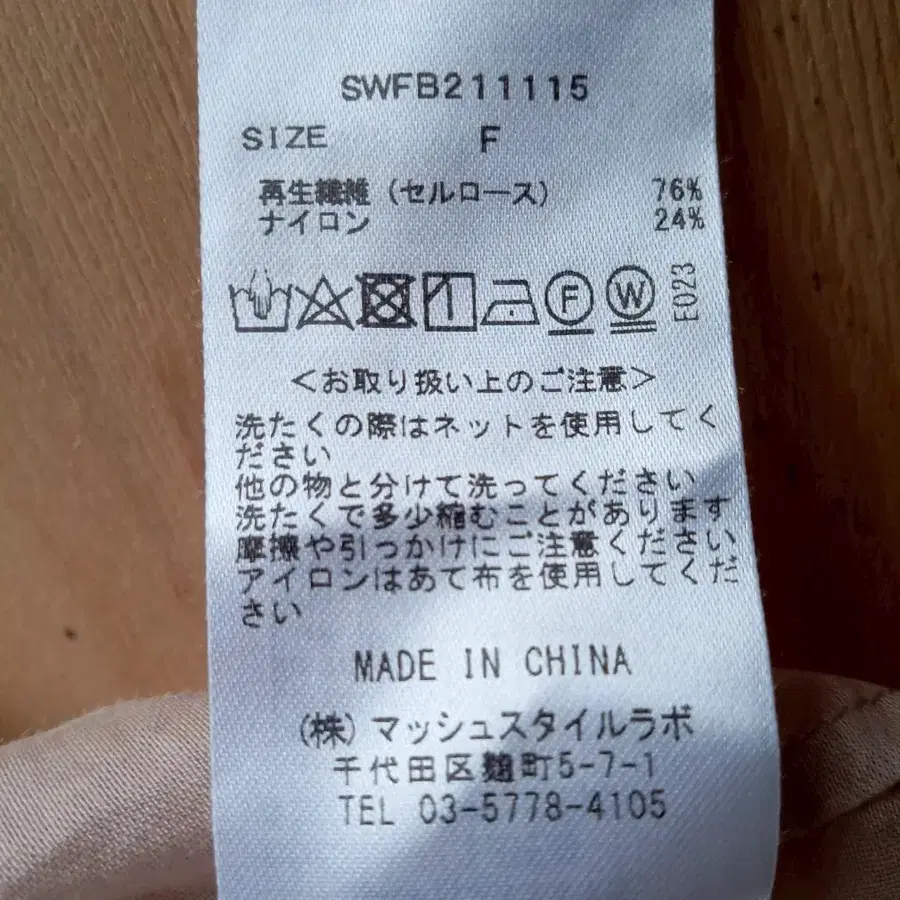 SWFB211115
SIZE F
再生繊維(セルロース) 76%
ナイロン 24%
F W E023
<お取り扱い上のご注意>
洗たくの際はネットを使用してく
ださい
他の物と分けて洗ってください
洗たくで多少縮むことがあります
摩擦や引っかけにご注意ください
アイロンはあて布を使用してくだ
さい
MADE IN CHINA
(株)マッシュスタイルラボ
千代田区麹町5-7-1
TEL 03-5778-4105